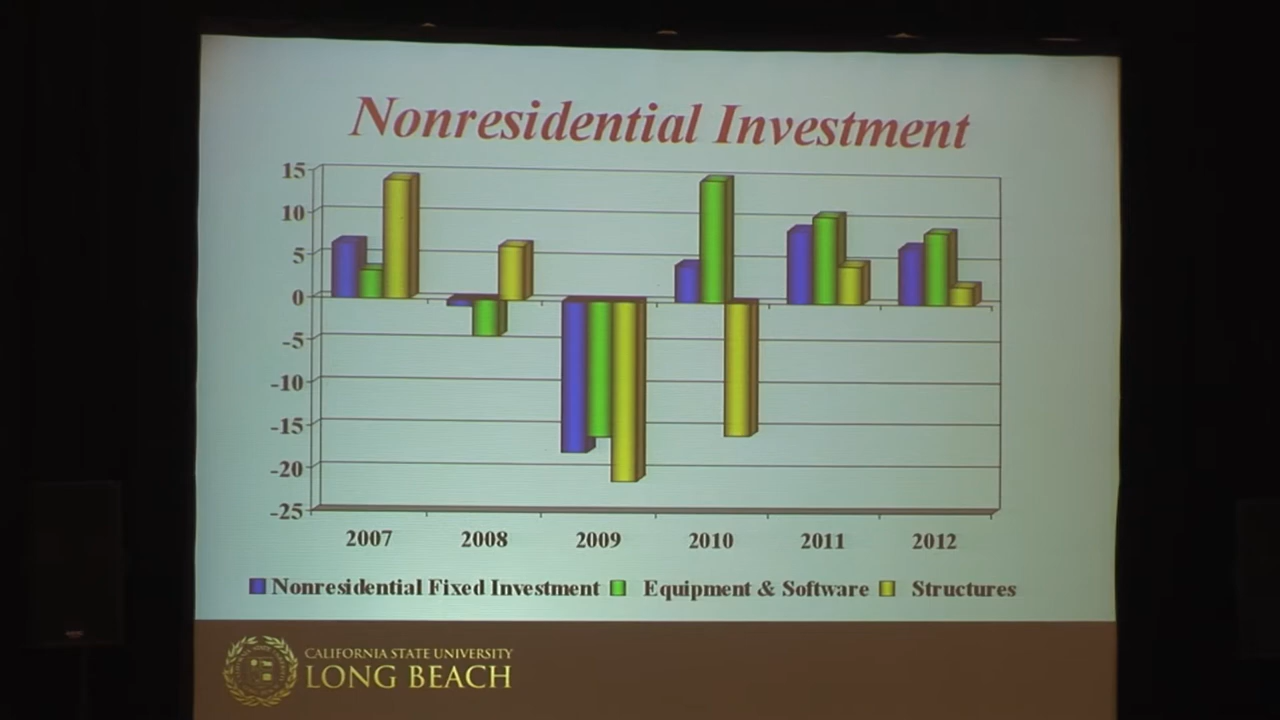 Nonresidential Investment
15
10
5
0
-5
-10
-15
-20
-25
2007 2008 2009 2010 2011 2012
Nonresidential Fixed Investment Equipment & Software Structures
CALIFORNIA STATE UNIVERSITY
LONG BEACH